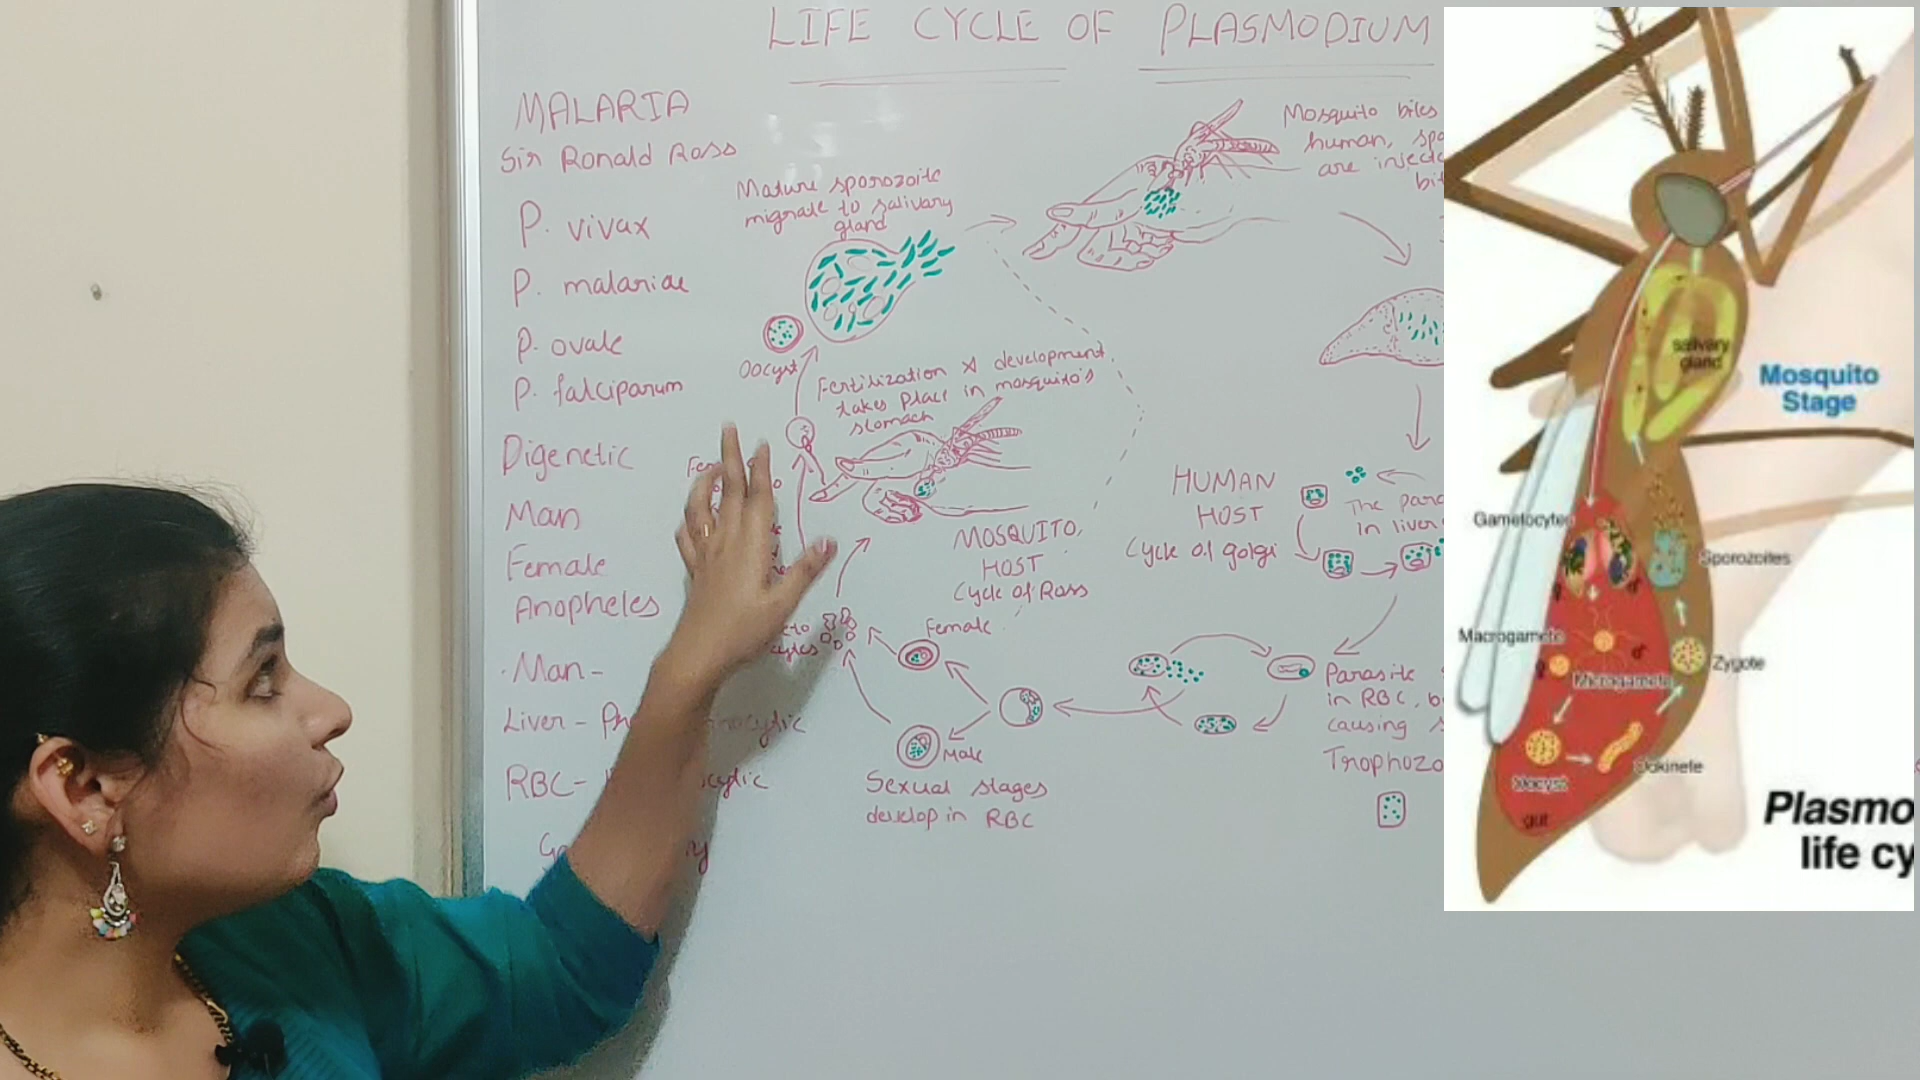 LIFE CYCLE OF PLASMODIUM
MALARIA
Sir Ronald Ross
P. vivax
P. malariae
P. ovale
P. falciparum
Digenetic
Man
Female
Anopheles
Man-
Liver-
RBC-
Mature sporozoite
migrate to salivary
gland
Oocyst
Fertilization & development
takes place in mosquito's
stomach
MOSQUITO
HOST
Cycle of Ross
Female
Male
Sexual stages
develop in RBC
Mosquito bites
human,
are
HUMAN
HOST
Cycle of golgi
The
in liver
Parasite
in RBC,
causing
salivary
gland
Mosquito
Stage
Gametocytes
Sporozoites
Macrogamete
Microgamete
Zygote
Oocyst
Ookinete
gut
Plasmo
life cy